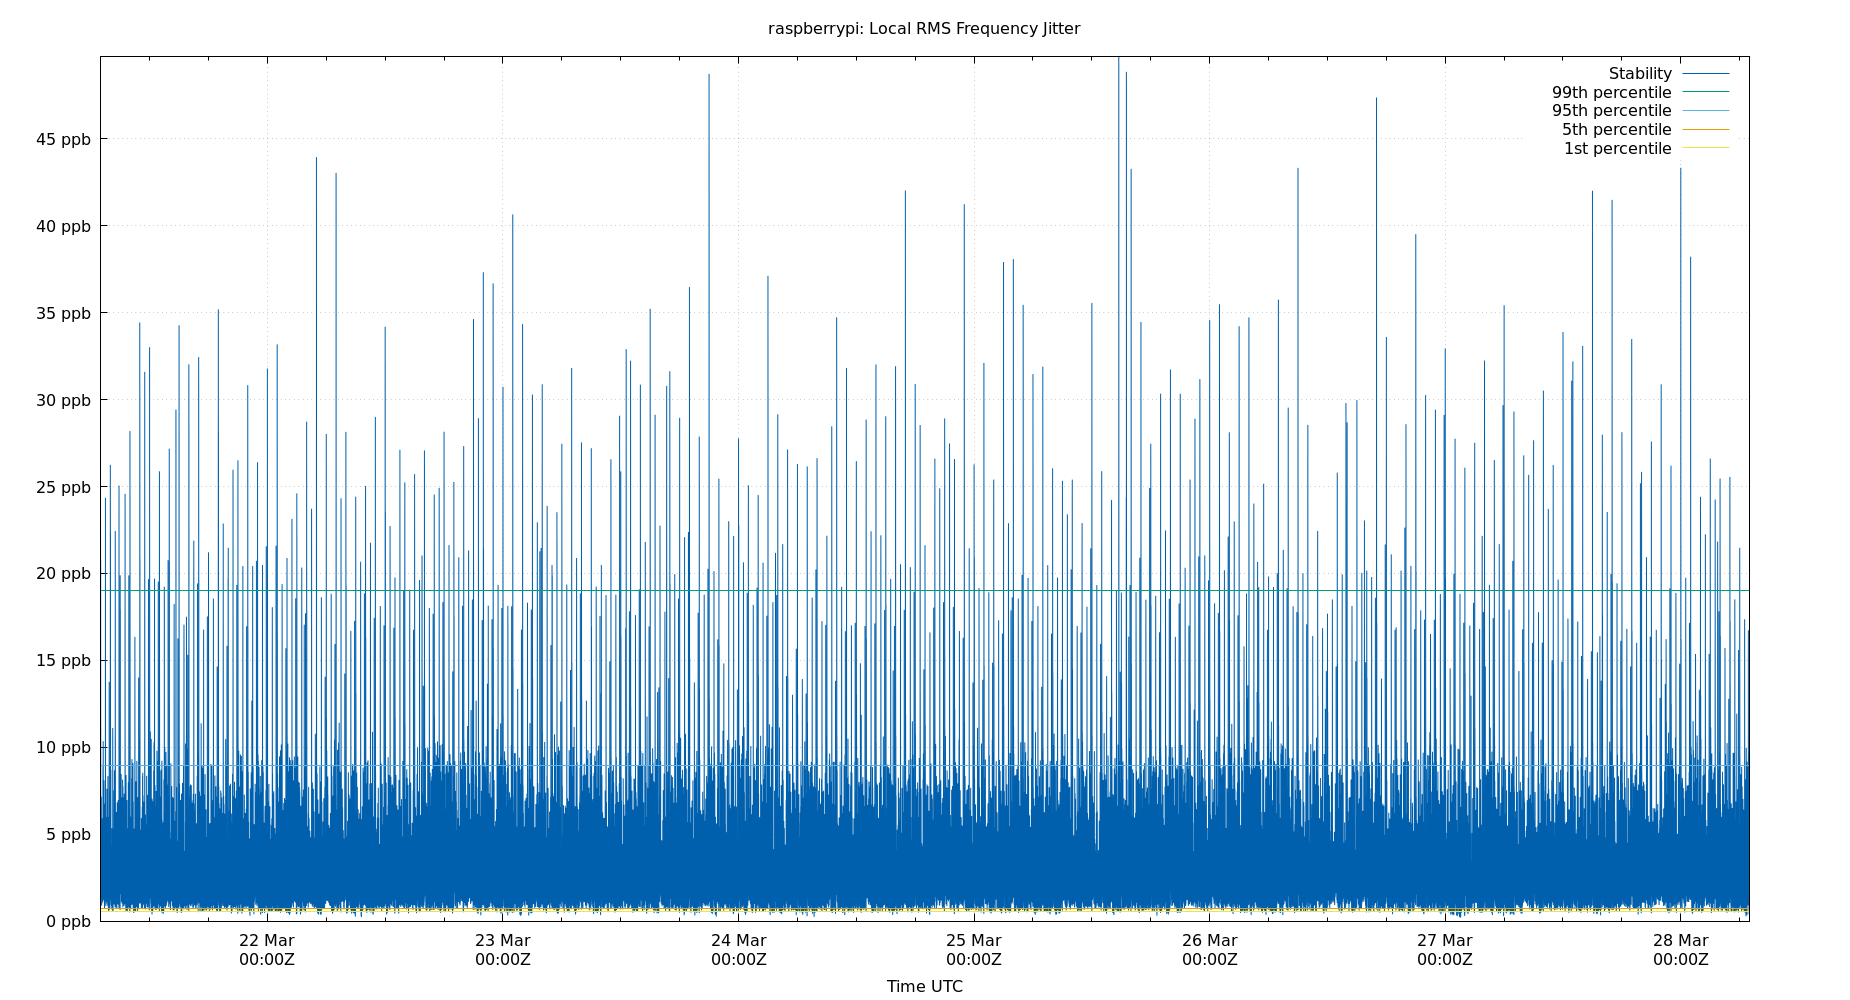 raspberrypi: Local RMS Frequency Jitter
Stability
99th percentile
95th percentile
5th percentile
1st percentile
45 ppb
40 ppb
35 ppb
30 ppb
25 ppb
20 ppb
15 ppb
10 ppb
5 ppb
0 ppb
22 Mar 23 Mar 24 Mar 25 Mar 26 Mar 27 Mar 28 Mar
00:00Z 00:00Z 00:00Z 00:00Z 00:00Z 00:00Z 00:00Z
Time UTC